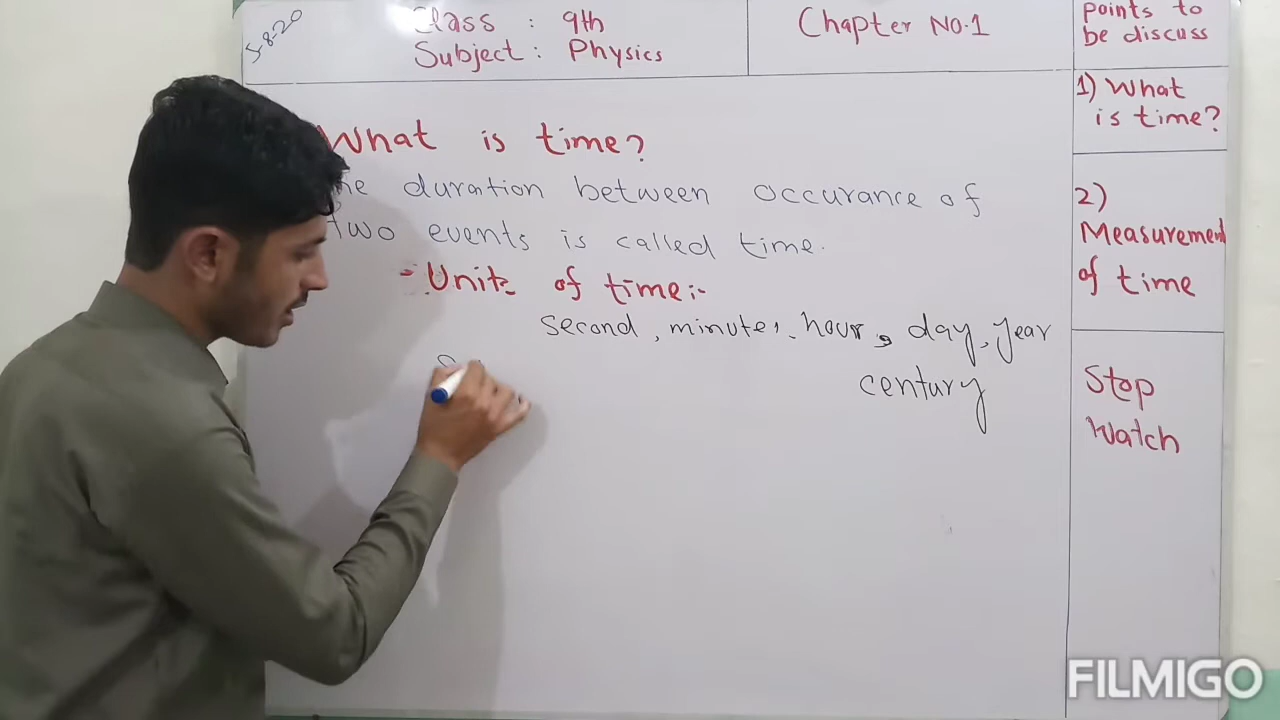 5-8-20
Class : 9th
Subject : Physics
Chapter No.1
points to
be discuss
1) What
is time?
2)
Measurement
of time
Stop
Watch
What is time?
duration between occurance of
two events is called time.
- Units of time:-
second, minute, hour, day, year
century
FILMIGO